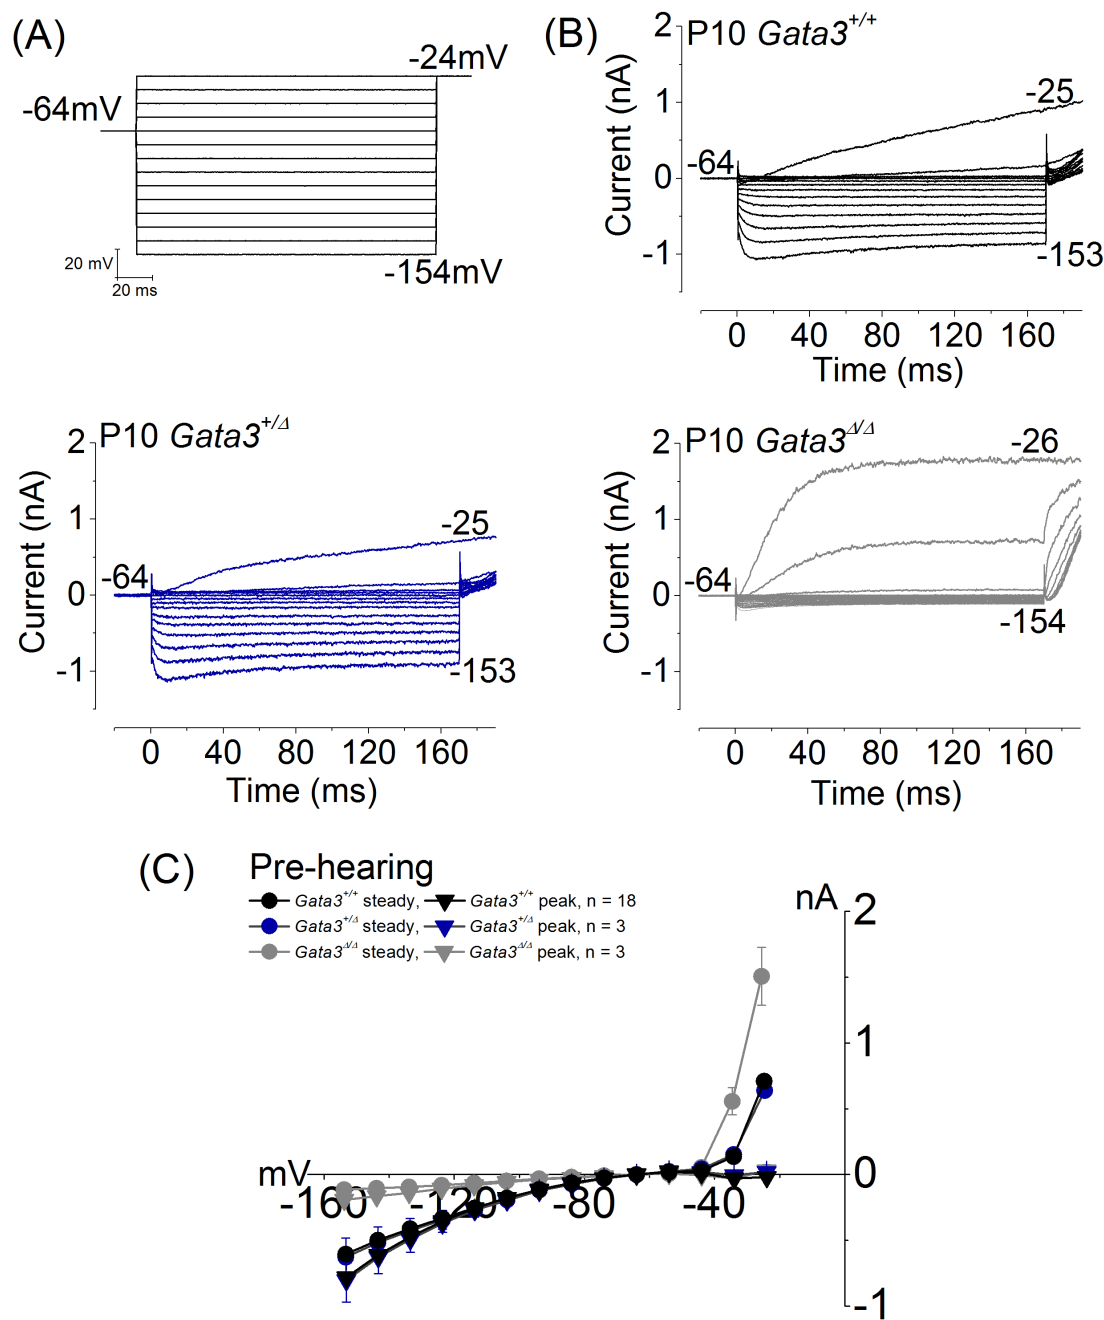 (A)
-24mV
-64mV
20 mV
20 ms
-154mV
(B)
P10 Gata3+/+
2
1
0
-1
Current (nA)
-25
-64
-153
0 40 80 120 160
Time (ms)
P10 Gata3+/Δ
2
1
0
-1
Current (nA)
-25
-64
-153
0 40 80 120 160
Time (ms)
P10 Gata3Δ/Δ
2
1
0
-1
Current (nA)
-26
-64
-154
0 40 80 120 160
Time (ms)
(C)
Pre-hearing
Gata3+/+ steady, Gata3+/+ peak, n = 18
Gata3+/Δ steady, Gata3+/Δ peak, n = 3
Gata3Δ/Δ steady, Gata3Δ/Δ peak, n = 3
nA
2
1
0
-1
mV
-160 -120 -80 -40